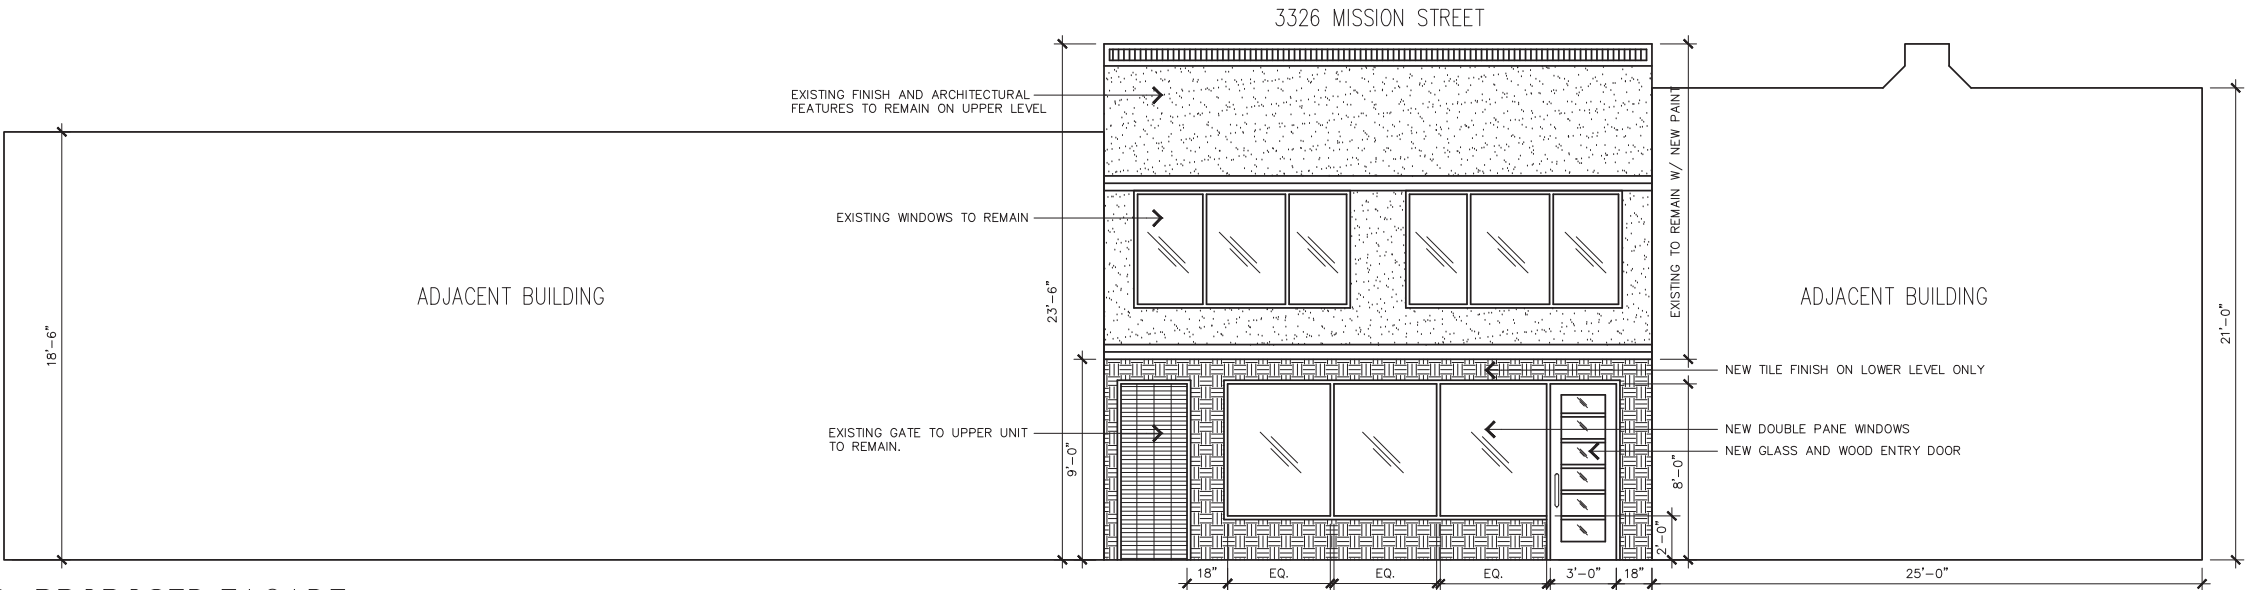 3326 MISSION STREET
EXISTING FINISH AND ARCHITECTURAL
FEATURES TO REMAIN ON UPPER LEVEL
EXISTING WINDOWS TO REMAIN
ADJACENT BUILDING
18'-6"
23'-6"
9'-0"
EXISTING GATE TO UPPER UNIT
TO REMAIN.
EXISTING TO REMAIN W/ NEW PAINT
ADJACENT BUILDING
21'-0"
NEW TILE FINISH ON LOWER LEVEL ONLY
NEW DOUBLE PANE WINDOWS
NEW GLASS AND WOOD ENTRY DOOR
8'-0"
2'-0"
18" EQ. EQ. EQ. 3'-0" 18" 25'-0"
PROPOSED FACADE